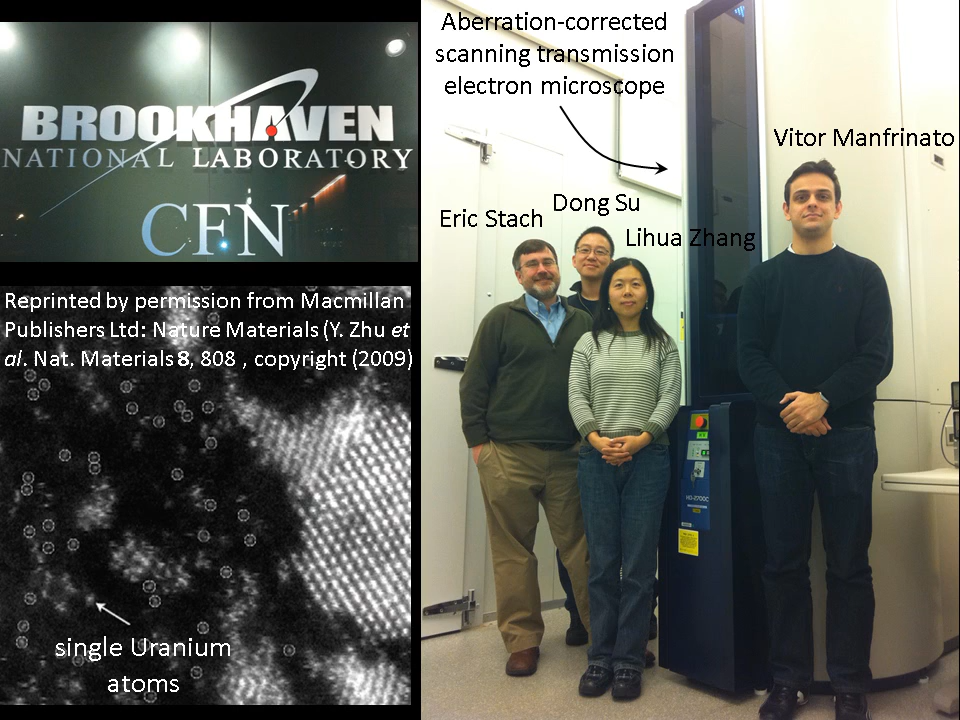 BROOKHAVEN
NATIONAL LABORATORY
CFN
Reprinted by permission from Macmillan
Publishers Ltd: Nature Materials (Y. Zhu et
al. Nat. Materials 8, 808 , copyright (2009)
single Uranium
atoms
Aberration-corrected
scanning transmission
electron microscope
Vitor Manfrinato
Eric Stach
Dong Su
Lihua Zhang
HD-2700C